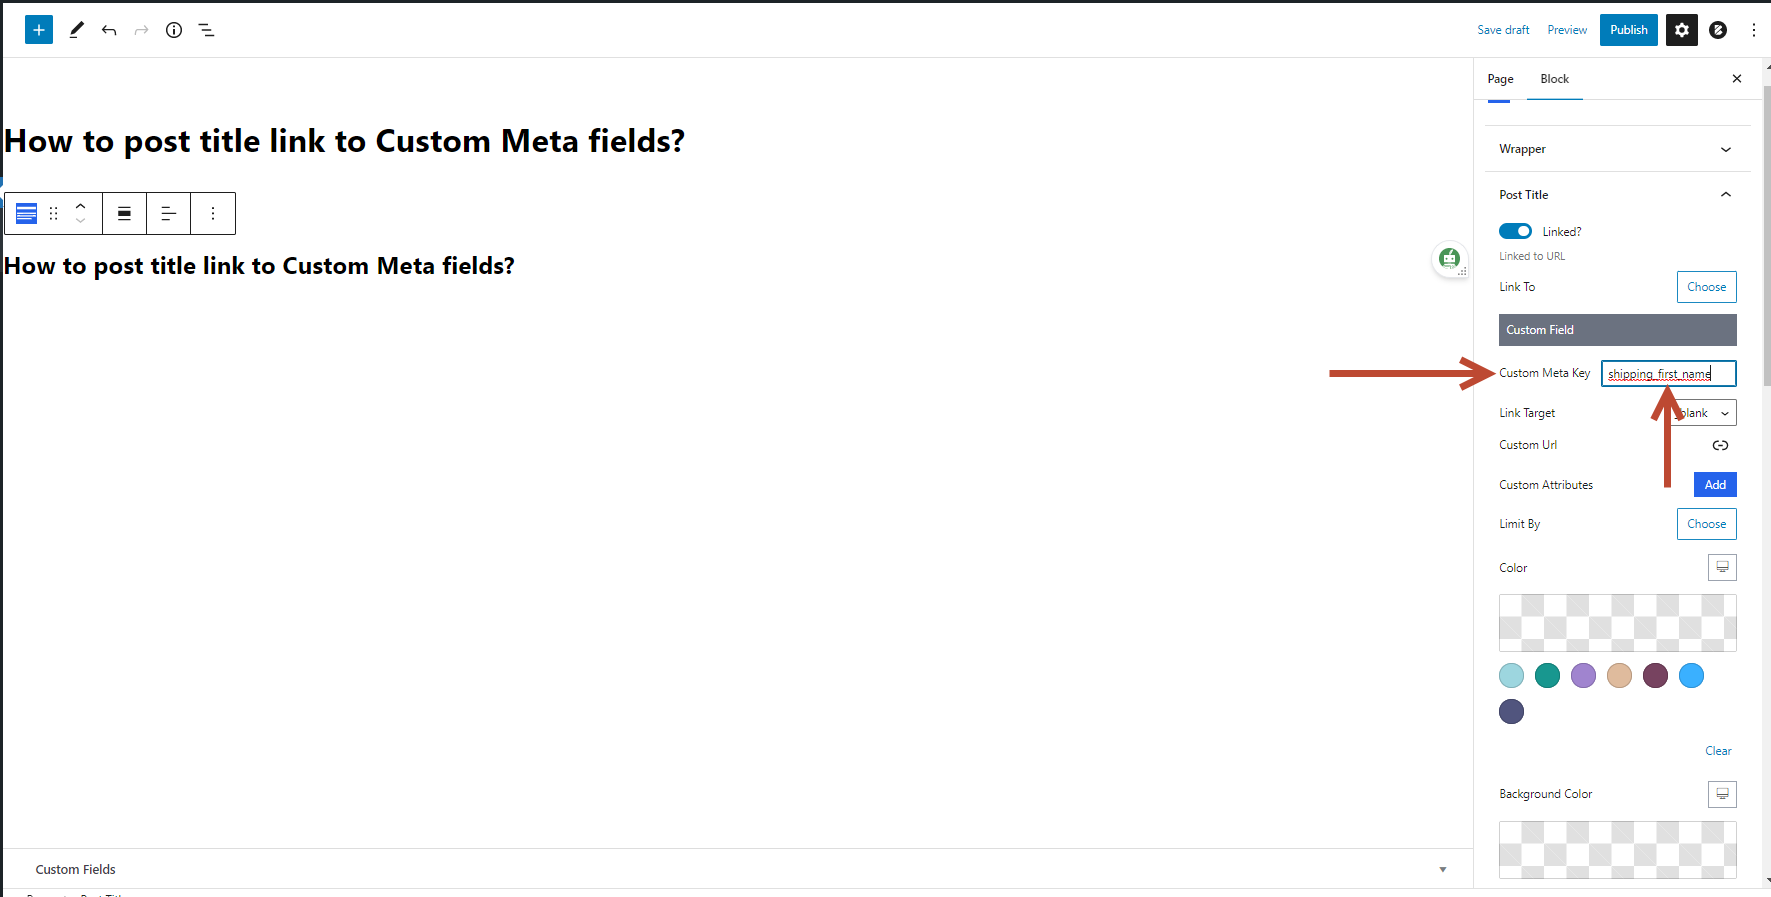 Save draft
Preview
Publish
Page
Block
How to post title link to Custom Meta fields?
How to post title link to Custom Meta fields?
Wrapper
Post Title
Linked?
Linked to URL
Link To
Choose
Custom Field
Custom Meta Key
shipping_first_name
Link Target
blank
Custom Url
Custom Attributes
Add
Limit By
Choose
Color
Clear
Background Color
Custom Fields